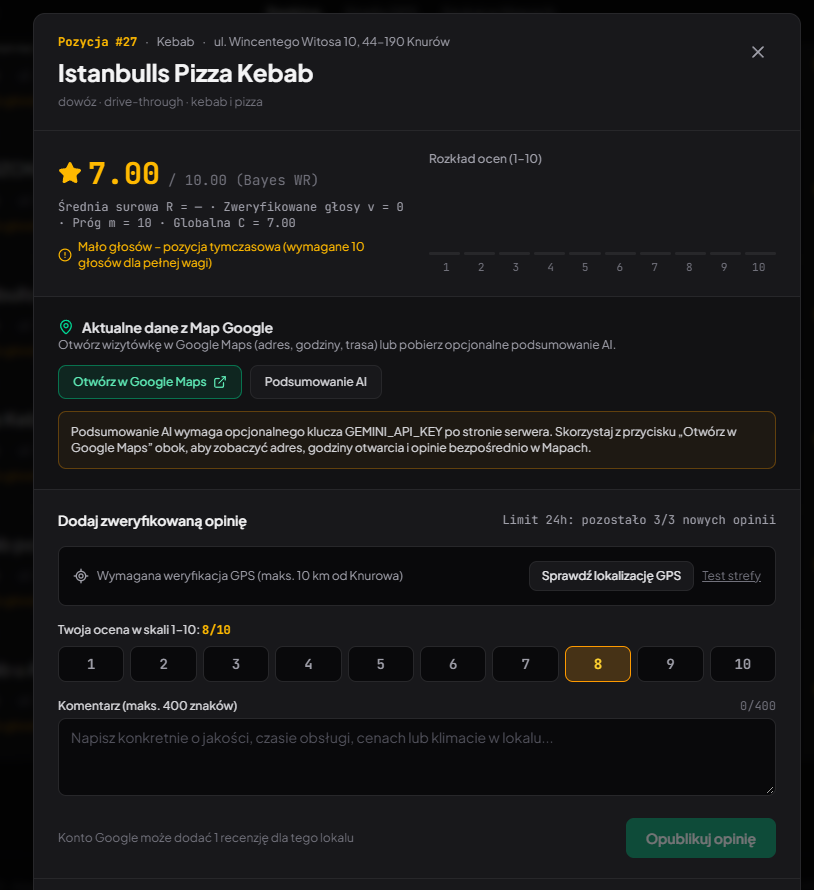 Pozycja #27 · Kebab · ul. Wincentego Witosa 10, 44-190 Knurów
Istanbulls Pizza Kebab
dowóz · drive-through · kebab i pizza
7.00 / 10.00 (Bayes WR)
Średnia surowa R = — · Zweryfikowane głosy v = 0
· Próg m = 10 · Globalna C = 7.00
Mało głosów – pozycja tymczasowa (wymagane 10
głosów dla pełnej wagi)
Rozkład ocen (1–10)
1 2 3 4 5 6 7 8 9 10
Aktualne dane z Map Google
Otwórz wizytówkę w Google Maps (adres, godziny, trasa) lub pobierz opcjonalne podsumowanie AI.
Otwórz w Google Maps
Podsumowanie AI
Podsumowanie AI wymaga opcjonalnego klucza GEMINI_API_KEY po stronie serwera. Skorzystaj z przycisku „Otwórz w
Google Maps” obok, aby zobaczyć adres, godziny otwarcia i opinie bezpośrednio w Mapach.
Dodaj zweryfikowaną opinię
Limit 24h: pozostało 3/3 nowych opinii
Wymagana weryfikacja GPS (maks. 10 km od Knurowa)
Sprawdź lokalizację GPS
Test strefy
Twoja ocena w skali 1–10: 8/10
1 2 3 4 5 6 7 8 9 10
Komentarz (maks. 400 znaków)
0/400
Napisz konkretnie o jakości, czasie obsługi, cenach lub klimacie w lokalu...
Konto Google może dodać 1 recenzję dla tego lokalu
Opublikuj opinię